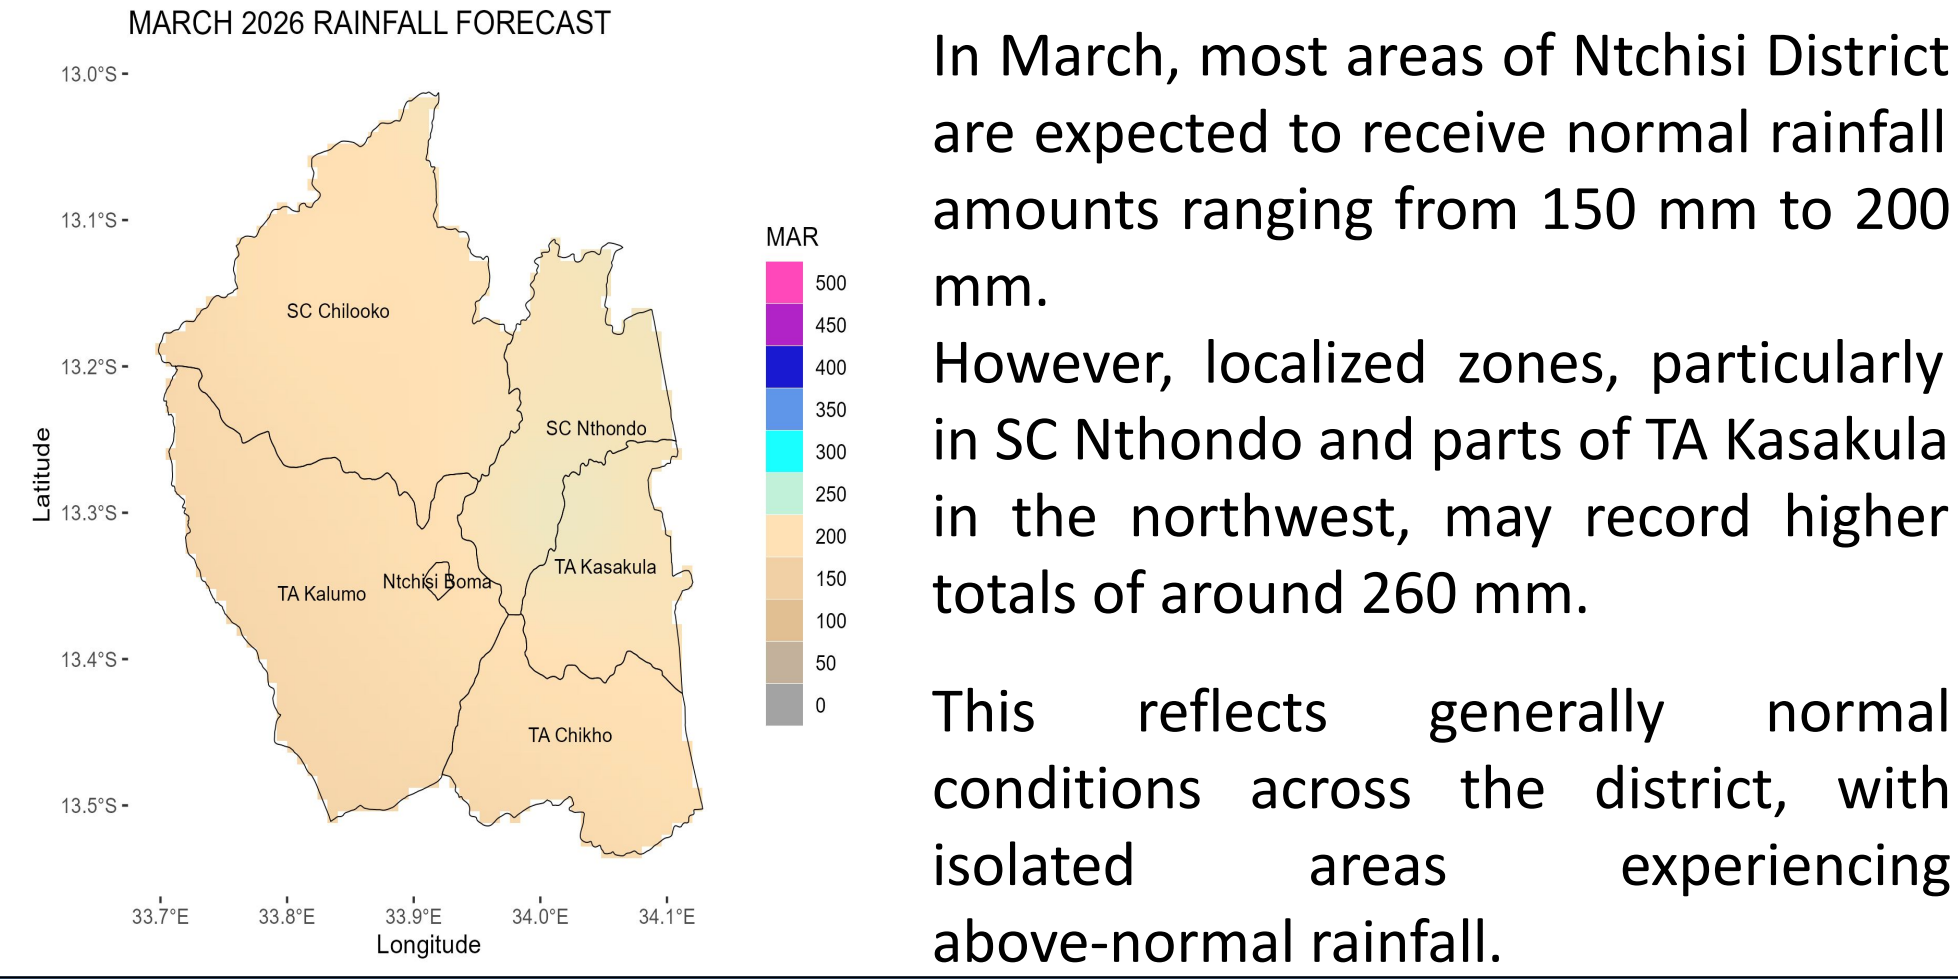 MARCH 2026 RAINFALL FORECAST
13.0°S
13.1°S
13.2°S
13.3°S
13.4°S
13.5°S
Latitude
SC Chilooko
SC Nthondo
TA Kasakula
Ntchisi Boma
TA Kalumo
TA Chikho
33.7°E
33.8°E
33.9°E
34.0°E
34.1°E
Longitude
MAR
500
450
400
350
300
250
200
150
100
50
0
In March, most areas of Ntchisi District
are expected to receive normal rainfall
amounts ranging from 150 mm to 200
mm.
However, localized zones, particularly
in SC Nthondo and parts of TA Kasakula
in the northwest, may record higher
totals of around 260 mm.
This reflects generally normal
conditions across the district, with
isolated areas experiencing
above-normal rainfall.